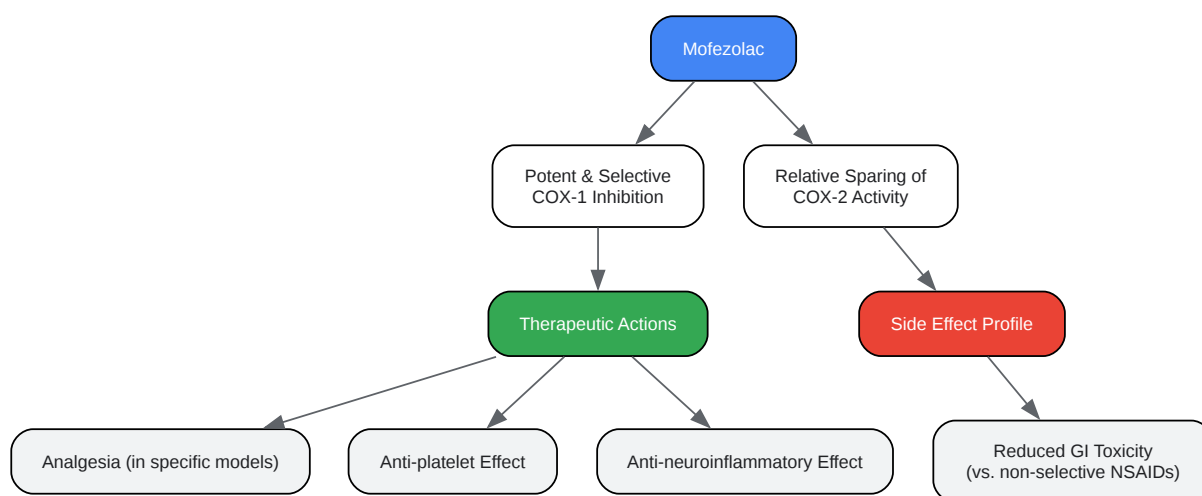 Mofezolac
Potent & Selective
COX-1 Inhibition
Relative Sparing of
COX-2 Activity
Therapeutic Actions
Side Effect Profile
Analgesia (in specific models)
Anti-platelet Effect
Anti-neuroinflammatory Effect
Reduced GI Toxicity
(vs. non-selective NSAIDs)